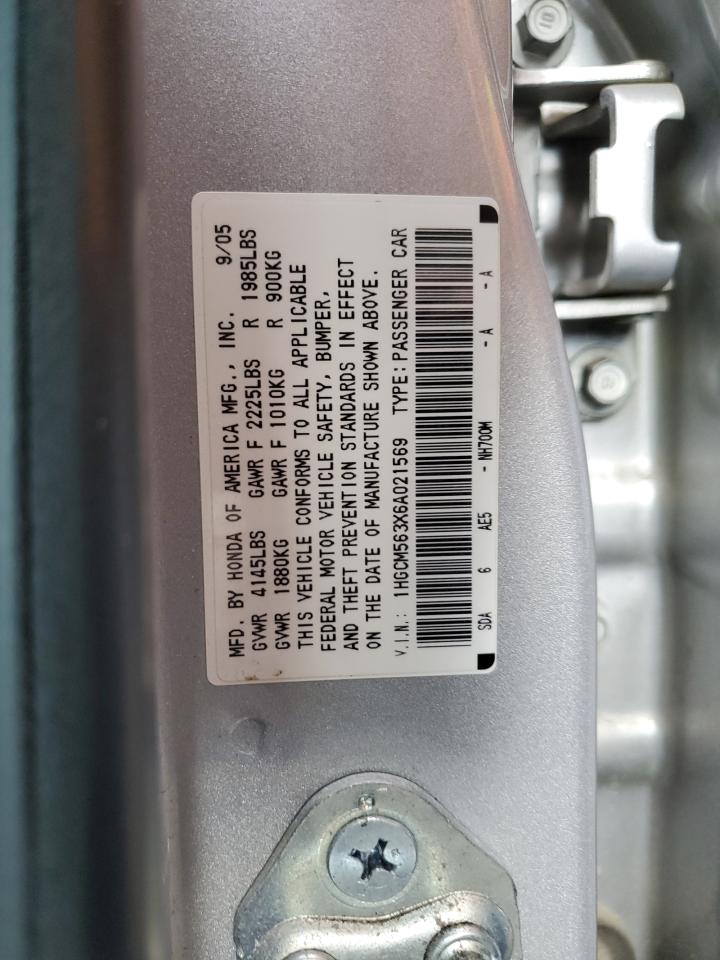 MFD. BY HONDA OF AMERICA MFG., INC. 9/05
GVWR 4145LBS GAWR F 2225LBS R 1985LBS
GVWR 1880KG GAWR F 1010KG R 900KG
THIS VEHICLE CONFORMS TO ALL APPLICABLE
FEDERAL MOTOR VEHICLE SAFETY, BUMPER,
AND THEFT PREVENTION STANDARDS IN EFFECT
ON THE DATE OF MANUFACTURE SHOWN ABOVE.
V.I.N.: 1HGCM563X6A021569 TYPE: PASSENGER CAR
SDA 6 AE5 - NH700M - A - A
10